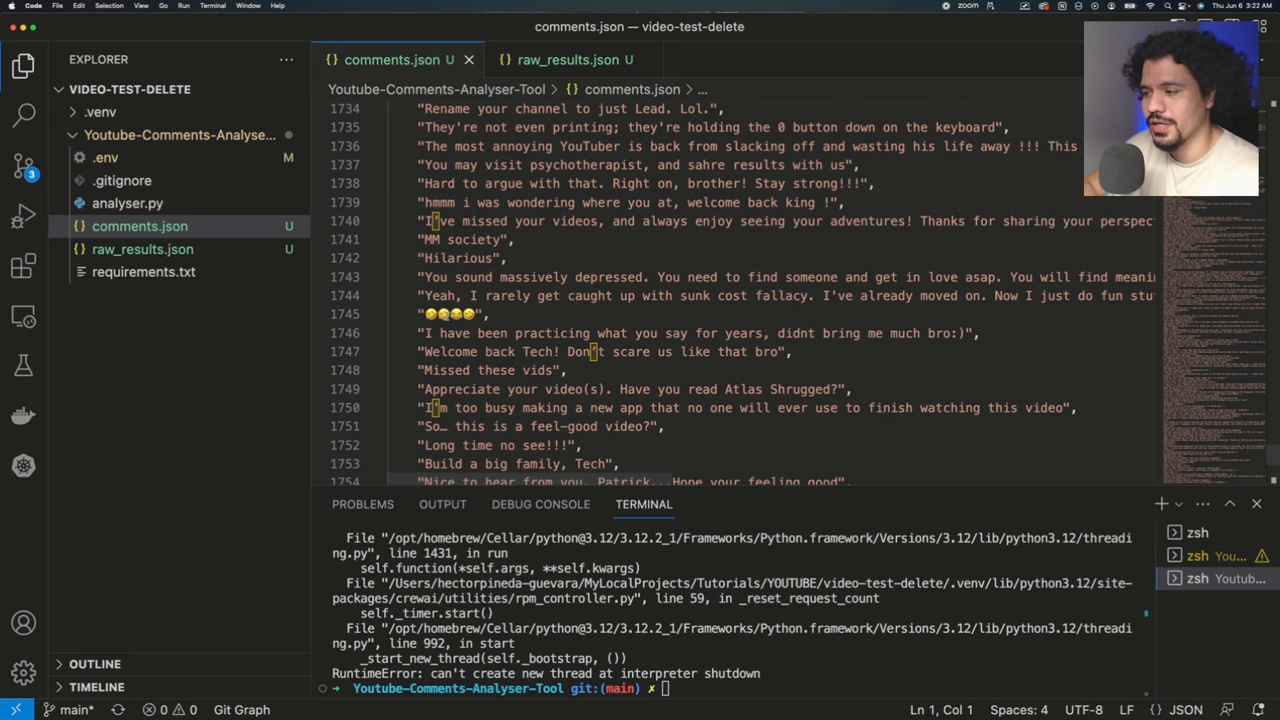 Code File Edit Selection View Go Run Terminal Window Help
zoom
Thu Jun 6 3:22 AM
comments.json — video-test-delete
EXPLORER
VIDEO-TEST-DELETE
.venv
Youtube-Comments-Analyse...
.env M
.gitignore
analyser.py
comments.json U
raw_results.json U
requirements.txt
OUTLINE
TIMELINE
3
{} comments.json U
{} raw_results.json U
Youtube-Comments-Analyser-Tool > {} comments.json > ...
1734 "Rename your channel to just Lead. Lol.",
1735 "They're not even printing; they're holding the 0 button down on the keyboard",
1736 "The most annoying YouTuber is back from slacking off and wasting his life away !!! This
1737 "You may visit psychotherapist, and sahre results with us",
1738 "Hard to argue with that. Right on, brother! Stay strong!!!",
1739 "hmmm i was wondering where you at, welcome back king !",
1740 "I’ve missed your videos, and always enjoy seeing your adventures! Thanks for sharing your perspec
1741 "MM society",
1742 "Hilarious",
1743 "You sound massively depressed. You need to find someone and get in love asap. You will find meanin
1744 "Yeah, I rarely get caught up with sunk cost fallacy. I've already moved on. Now I just do fun stu
1745 "🤣🤣😂🤣",
1746 "I have been practicing what you say for years, didnt bring me much bro:)",
1747 "Welcome back Tech! Don’t scare us like that bro",
1748 "Missed these vids",
1749 "Appreciate your video(s). Have you read Atlas Shrugged?",
1750 "I’m too busy making a new app that no one will ever use to finish watching this video",
1751 "So… this is a feel-good video?",
1752 "Long time no see!!!",
1753 "Build a big family, Tech",
1754 "Nice to hear from you, Patrick...Hope your feeling good",
PROBLEMS OUTPUT DEBUG CONSOLE TERMINAL
File "/opt/homebrew/Cellar/python@3.12/3.12.2_1/Frameworks/Python.framework/Versions/3.12/lib/python3.12/threadi
ng.py", line 1431, in run
self.function(*self.args, **self.kwargs)
File "/Users/hectorpineda-guevara/MyLocalProjects/Tutorials/YOUTUBE/video-test-delete/.venv/lib/python3.12/site-
packages/crewai/utilities/rpm_controller.py", line 59, in _reset_request_count
self._timer.start()
File "/opt/homebrew/Cellar/python@3.12/3.12.2_1/Frameworks/Python.framework/Versions/3.12/lib/python3.12/threadi
ng.py", line 992, in start
_start_new_thread(self._bootstrap, ())
RuntimeError: can't create new thread at interpreter shutdown
➜ Youtube-Comments-Analyser-Tool git:(main) ✗
zsh
zsh You...
zsh Youtub...
main* 0 0 Git Graph
Ln 1, Col 1 Spaces: 4 UTF-8 LF {} JSON